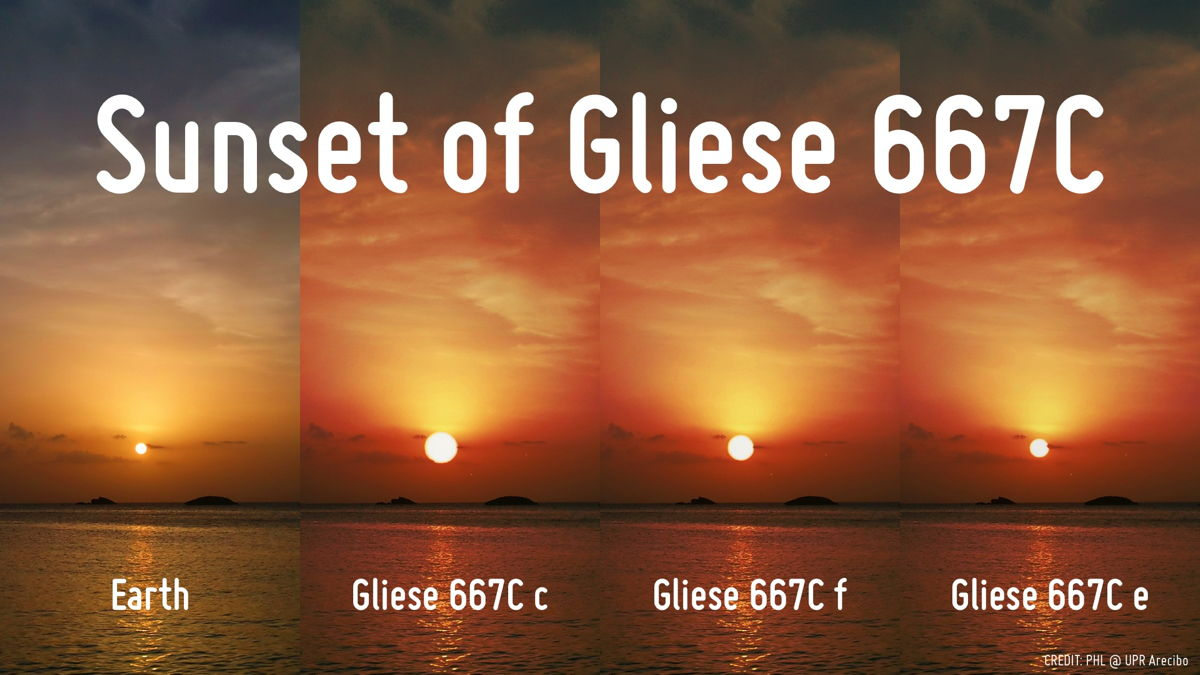 Sunset of Gliese 667C
Earth
Gliese 667C c
Gliese 667C f
Gliese 667C e
CREDIT: PHL @ UPR Arecibo